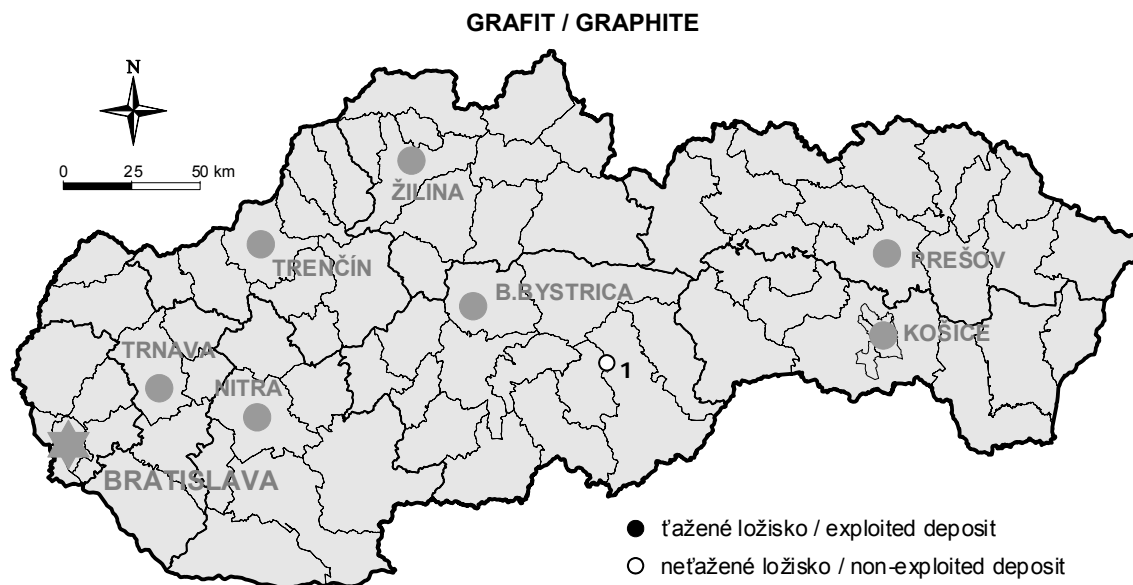 GRAFIT / GRAPHITE
N
0 25 50 km
ŽILINA
TRENČÍN
PREŠOV
B.BYSTRICA
KOŠICE
TRNAVA
1
NITRA
BRATISLAVA
ťažené ložisko / exploited deposit
neťažené ložisko / non-exploited deposit